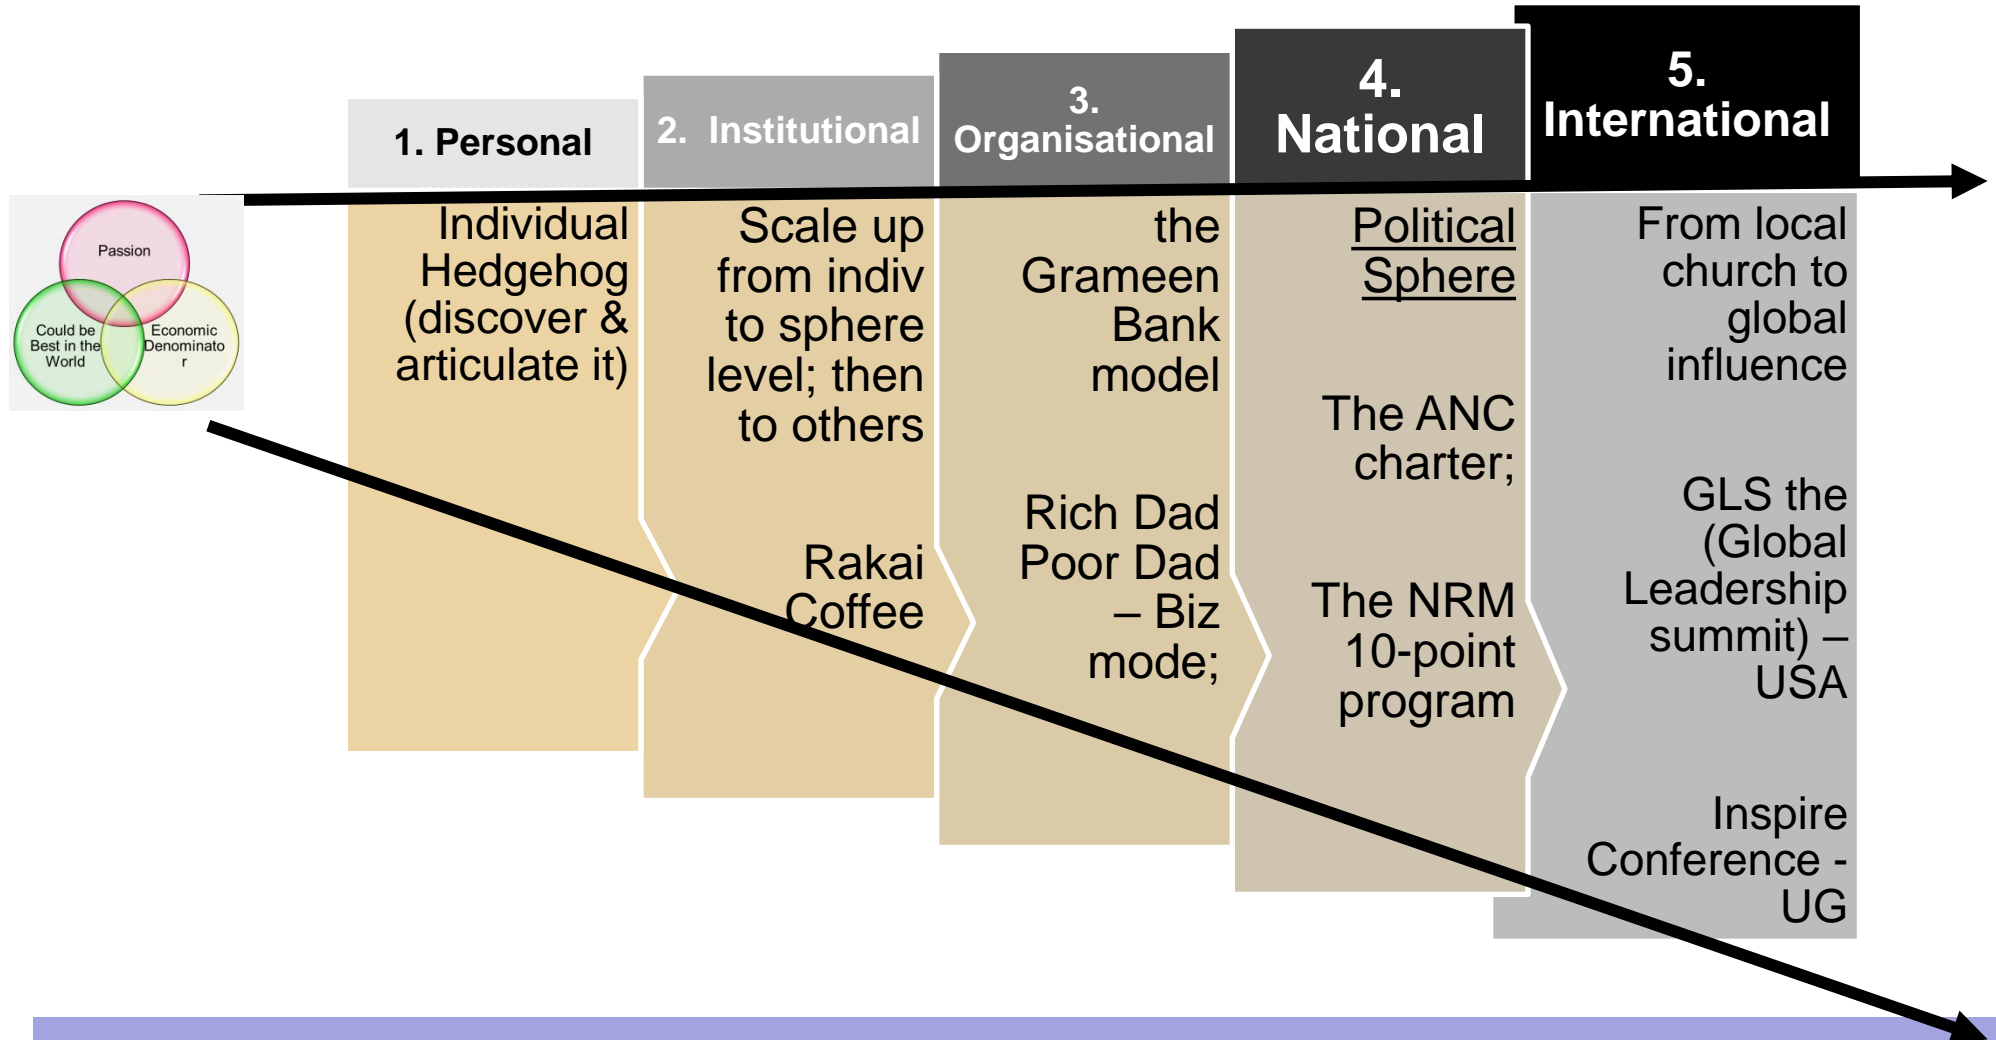 Passion
Could be
Best in the
World
Economic
Denominato
r
1. Personal
Individual
Hedgehog
(discover &
articulate it)
2. Institutional
Scale up
from indiv
to sphere
level; then
to others
Rakai
Coffee
3.
Organisational
the
Grameen
Bank
model
Rich Dad
Poor Dad
– Biz
mode;
4.
National
Political
Sphere
The ANC
charter;
The NRM
10-point
program
5.
International
From local
church to
global
influence
GLS the
(Global
Leadership
summit) –
USA
Inspire
Conference -
UG